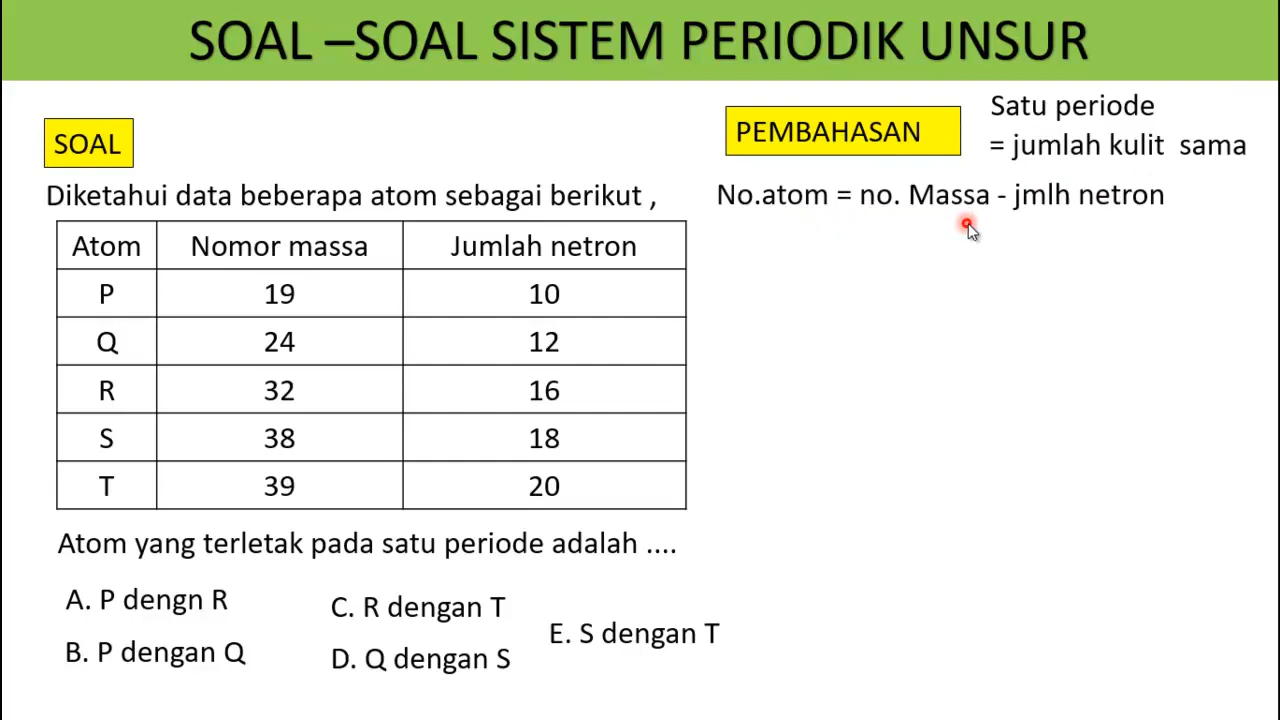 SOAL –SOAL SISTEM PERIODIK UNSUR
SOAL
Diketahui data beberapa atom sebagai berikut ,
Atom Nomor massa Jumlah netron
P 19 10
Q 24 12
R 32 16
S 38 18
T 39 20
Atom yang terletak pada satu periode adalah ....
A. P dengn R
B. P dengan Q
C. R dengan T
D. Q dengan S
E. S dengan T
PEMBAHASAN
Satu periode
= jumlah kulit sama
No.atom = no. Massa - jmlh netron